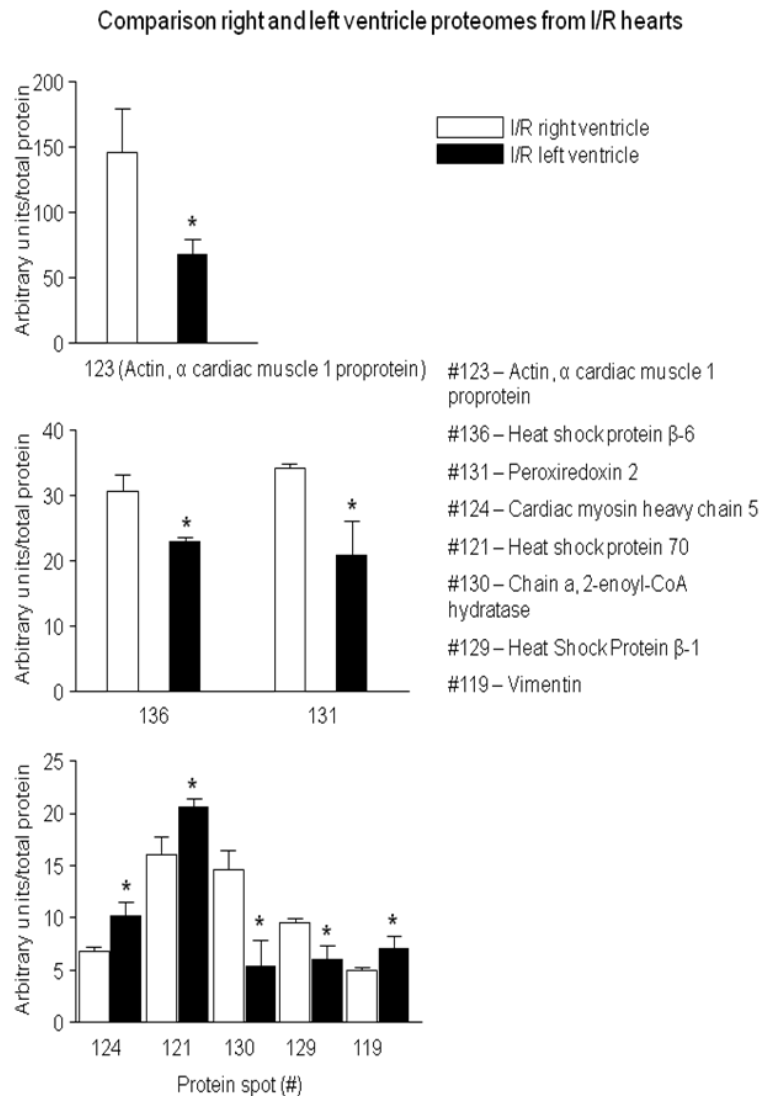 Comparison right and left ventricle proteomes from I/R hearts
200
150
100
50
0
Arbitrary units/total protein
*
I/R right ventricle
I/R left ventricle
123 (Actin, α cardiac muscle 1 proprotein)
#123 – Actin, α cardiac muscle 1
proprotein
#136 – Heat shock protein β-6
#131 – Peroxiredoxin 2
#124 – Cardiac myosin heavy chain 5
#121 – Heat shock protein 70
#130 – Chain a, 2-enoyl-CoA
hydratase
#129 – Heat Shock Protein β-1
#119 – Vimentin
40
30
20
10
0
Arbitrary units/total protein
* *
136 131
25
20
15
10
5
0
Arbitrary units/total protein
* * * * *
124 121 130 129 119
Protein spot (#)